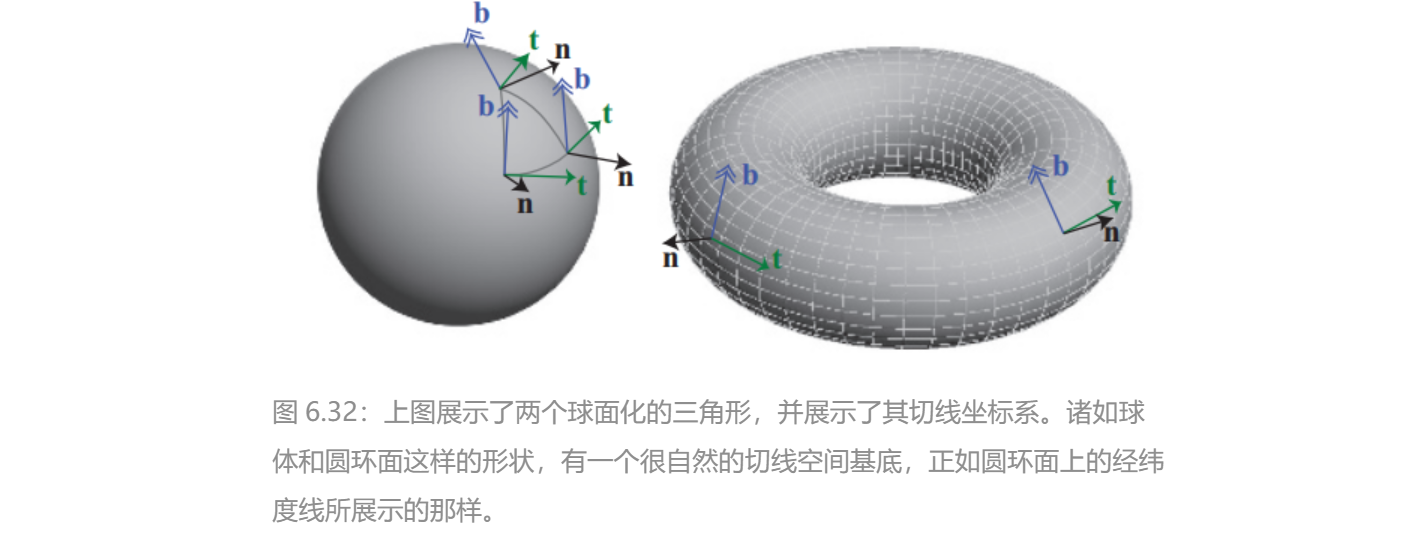 b
t
n
b
b
t
n
t
n
b
b
t
n
n
t
图 6.32：上图展示了两个球面化的三角形，并展示了其切线坐标系。诸如球
体和圆环面这样的形状，有一个很自然的切线空间基底，正如圆环面上的经纬
度线所展示的那样。